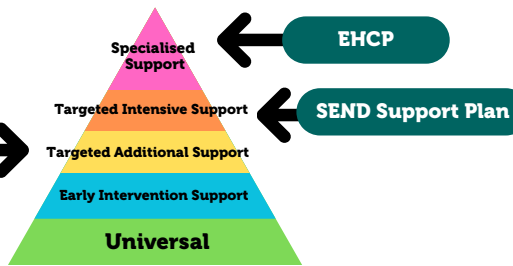 Specialised
Support
EHCP
Targeted Intensive Support
SEND Support Plan
Targeted Additional Support
Early Intervention Support
Universal